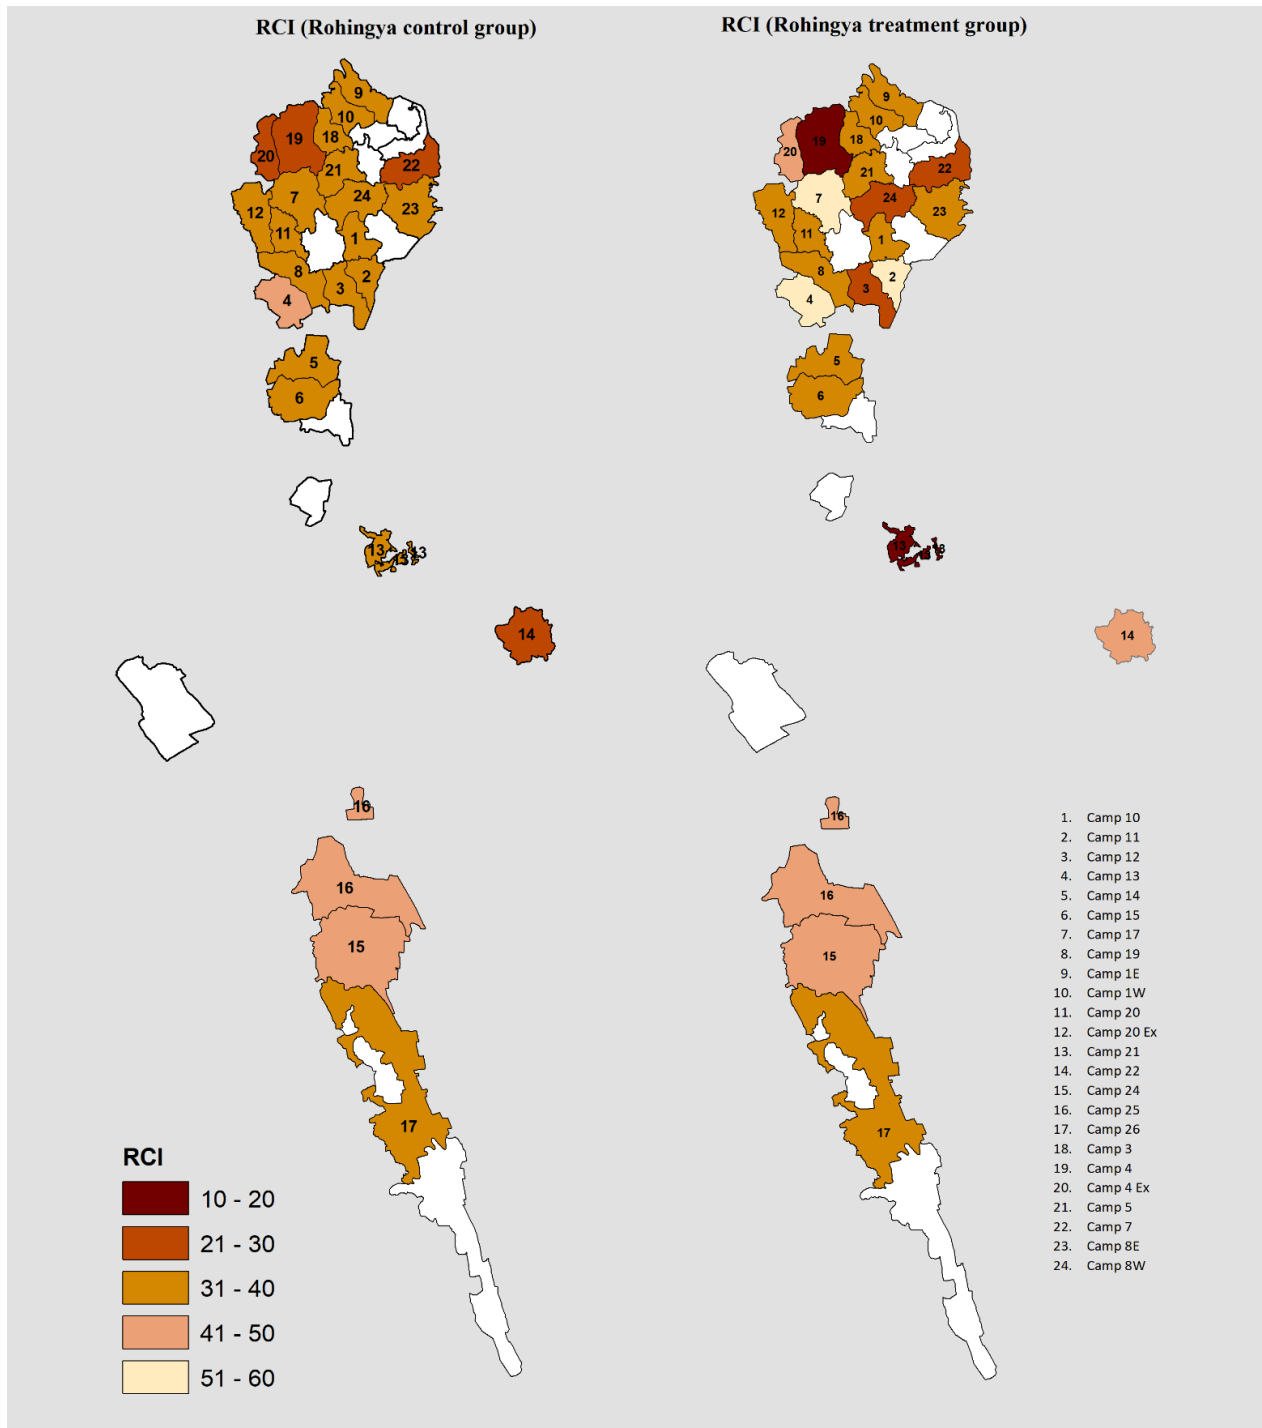 RCI (Rohingya control group)
RCI (Rohingya treatment group)
9
10
18
19
20
21
22
7
24
23
12
11
1
8
2
3
4
5
6
13
13
13
14
16
16
15
17
9
10
18
19
20
21
22
7
24
23
12
11
1
8
2
3
4
5
6
13
13
13
14
16
16
15
17
RCI
10 - 20
21 - 30
31 - 40
41 - 50
51 - 60
1. Camp 10
2. Camp 11
3. Camp 12
4. Camp 13
5. Camp 14
6. Camp 15
7. Camp 17
8. Camp 19
9. Camp 1E
10. Camp 1W
11. Camp 20
12. Camp 20 Ex
13. Camp 21
14. Camp 22
15. Camp 24
16. Camp 25
17. Camp 26
18. Camp 3
19. Camp 4
20. Camp 4 Ex
21. Camp 5
22. Camp 7
23. Camp 8E
24. Camp 8W